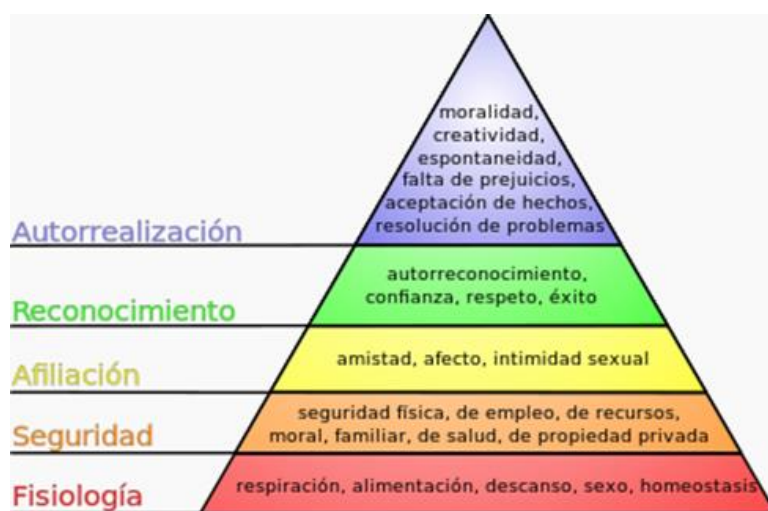 moralidad,
creatividad,
espontaneidad,
falta de prejuicios,
aceptación de hechos,
resolución de problemas
Autorrealización
autorreconocimiento,
confianza, respeto, éxito
Reconocimiento
amistad, afecto, intimidad sexual
Afiliación
seguridad física, de empleo, de recursos,
moral, familiar, de salud, de propiedad privada
Seguridad
respiración, alimentación, descanso, sexo, homeostasis
Fisiología